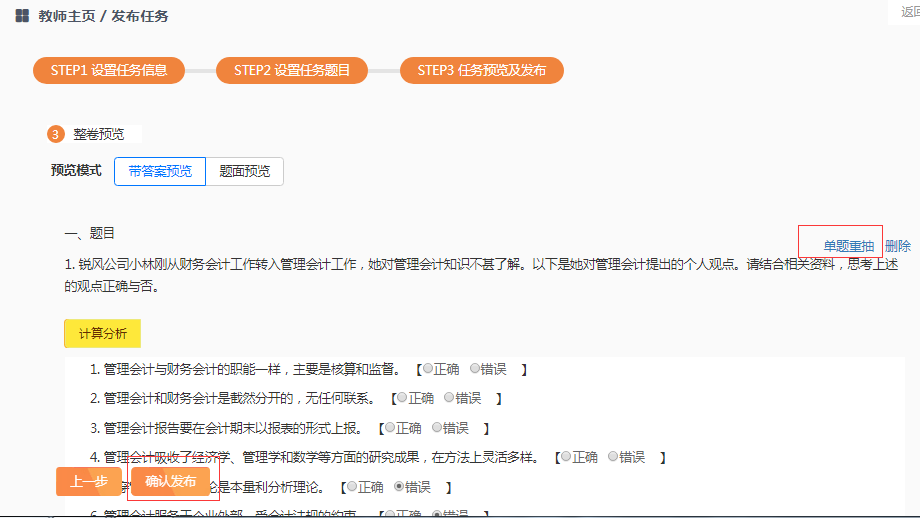 教师主页 / 发布任务
返回
STEP1 设置任务信息
STEP2 设置任务题目
STEP3 任务预览及发布
3 整卷预览
预览模式 带答案预览 题面预览
一、题目
单题重抽 删除
1. 锐风公司小林刚从财务会计工作转入管理会计工作，她对管理会计知识不甚了解。以下是她对管理会计提出的个人观点。请结合相关资料，思考上述
的观点正确与否。
计算分析
1. 管理会计与财务会计的职能一样，主要是核算和监督。 【正确 错误 】
2. 管理会计和财务会计是截然分开的，无任何联系。 【正确 错误 】
3. 管理会计报告要在会计期末以报表的形式上报。 【正确 错误 】
4. 管理会计吸收了经济学、管理学和数学等方面的研究成果，在方法上灵活多样。 【正确 错误 】
上一步 确认发布
论是本量利分析理论。 【正确 错误 】
6. 管理会计服务于企业外部，受会计法规的约束。 【正确 错误 】